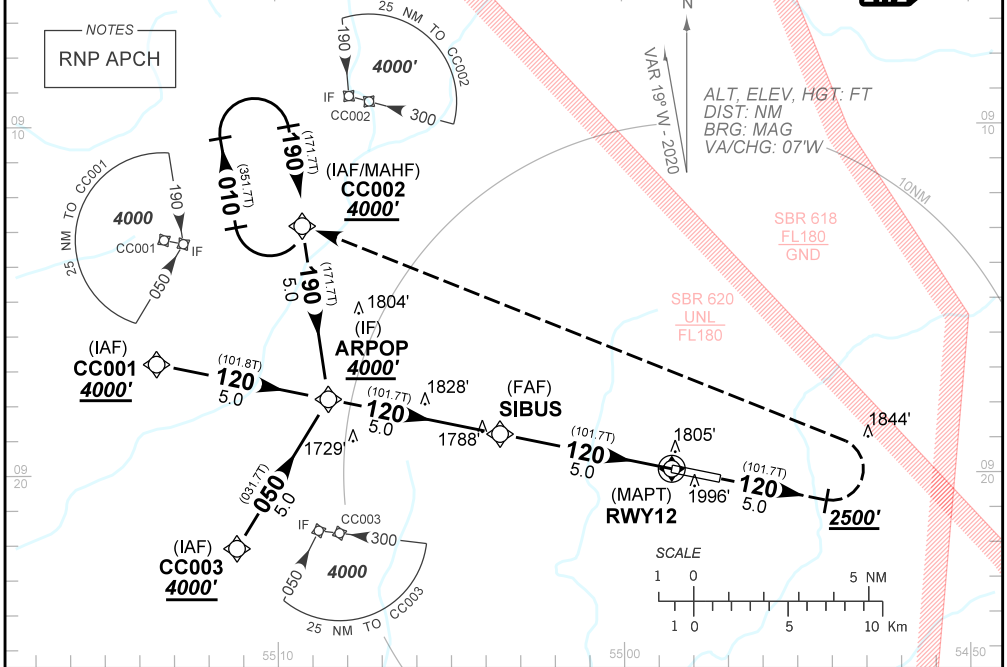 NOTES
RNP APCH
25 NM TO CC002
190
4000'
IF
CC002
300
N
VAR 19° W - 2020
ALT, ELEV, HGT: FT
DIST: NM
BRG: MAG
VA/CHG: 07'W
09
10
09
10
10NM
190
(171.7T)
010
(351.7T)
(IAF/MAHF)
CC002
4000'
25 NM TO CC001
190
4000
CC001
IF
050
SBR 618
FL180
GND
SBR 620
UNL
FL180
190
(171.7T)
5.0
1804'
(IF)
ARPOP
4000'
(IAF)
CC001
4000'
(101.8T)
120
5.0
(101.7T)
120
5.0
1828'
1788'
(FAF)
SIBUS
1729'
(101.7T)
120
5.0
1805'
1844'
(MAPT)
RWY12
1996'
(101.7T)
120
5.0
2500'
09
20
09
20
(031.7T)
050
5.0
(IAF)
CC003
4000'
IF
CC003
300
050
4000
25 NM TO CC003
SCALE
1 0 5 NM
1 0 5 10 Km
55 10
55 00
54 50